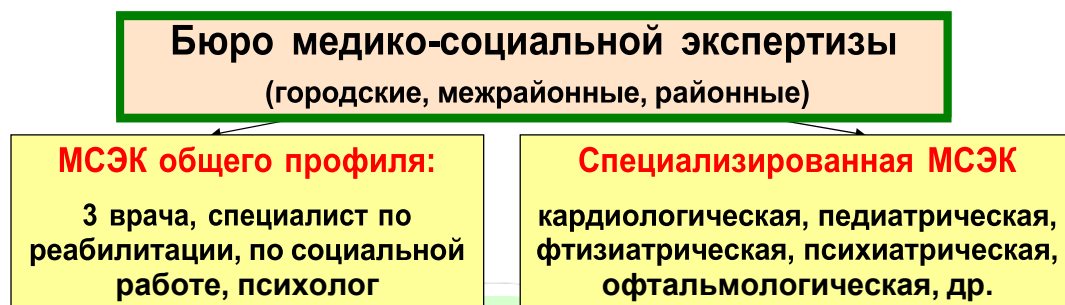 Бюро медико-социальной экспертизы
(городские, межрайонные, районные)
МСЭК общего профиля:
3 врача, специалист по
реабилитации, по социальной
работе, психолог
Специализированная МСЭК
кардиологическая, педиатрическая,
фтизиатрическая, психиатрическая,
офтальмологическая, др.